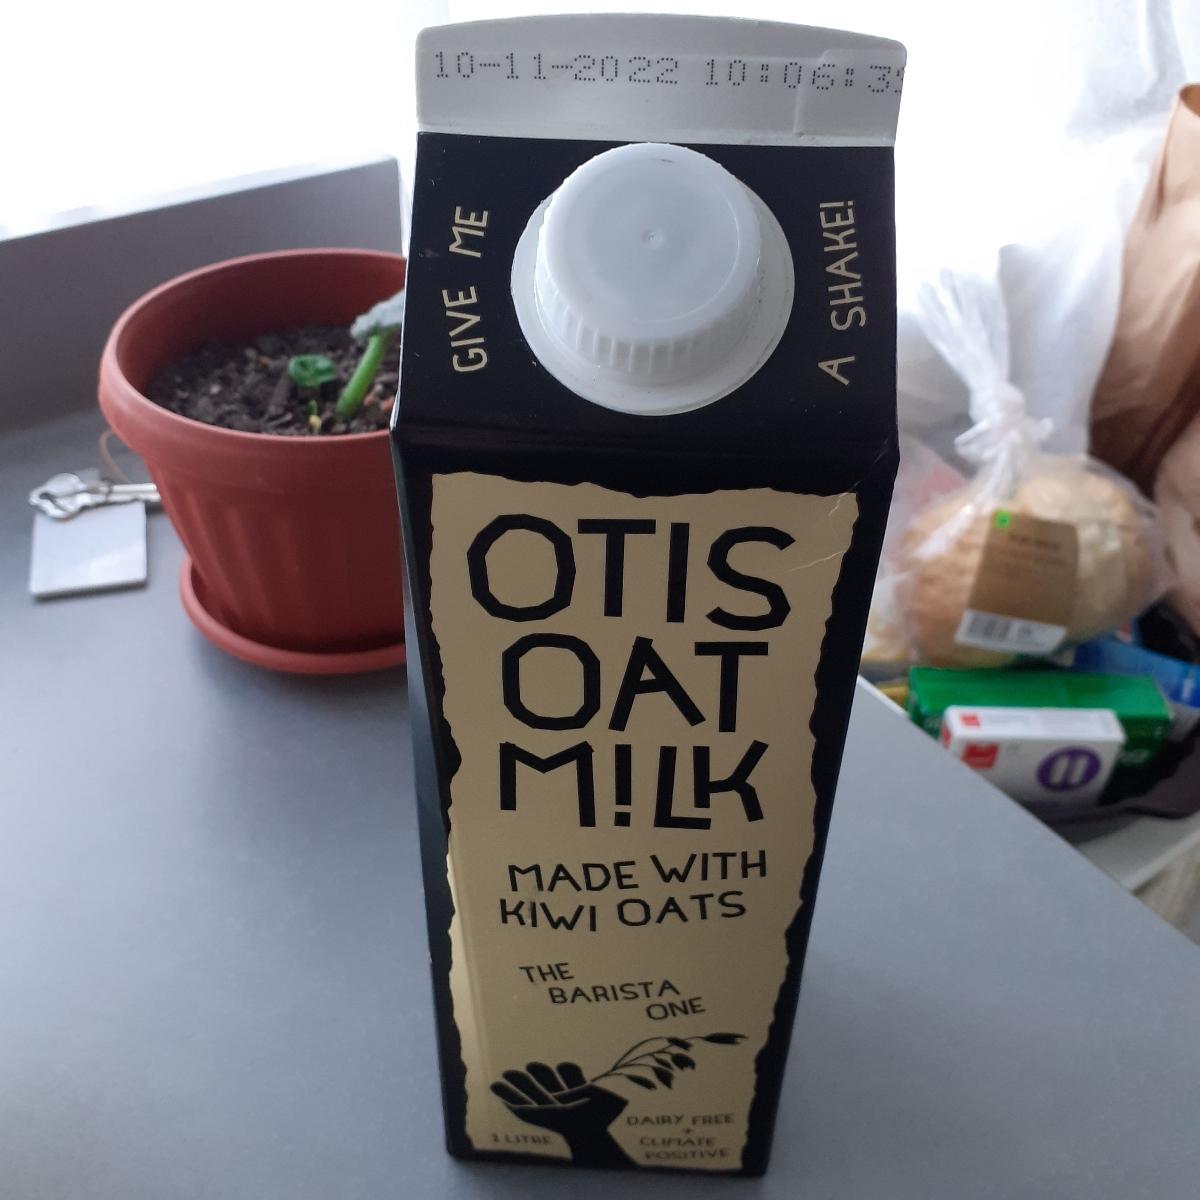 10-11-2022 10:06:3
GIVE ME
A SHAKE!
OTIS
OAT
M!LK
MADE WITH
KIWI OATS
THE
BARISTA
ONE
1 LITRE
DAIRY FREE
+
CLIMATE
POSITIVE